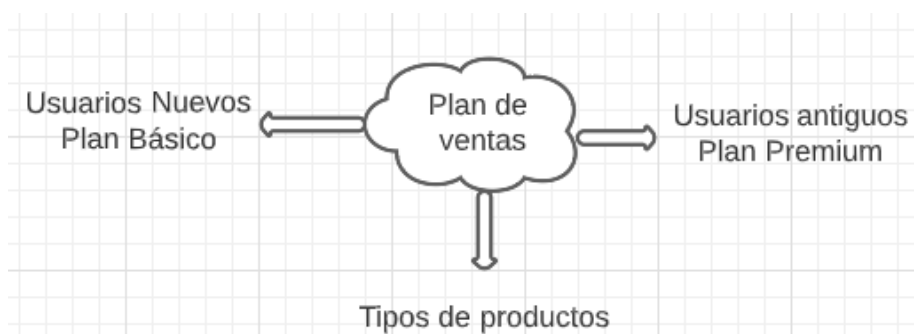 Usuarios Nuevos
Plan Básico
Plan de
ventas
Usuarios antiguos
Plan Premium
Tipos de productos